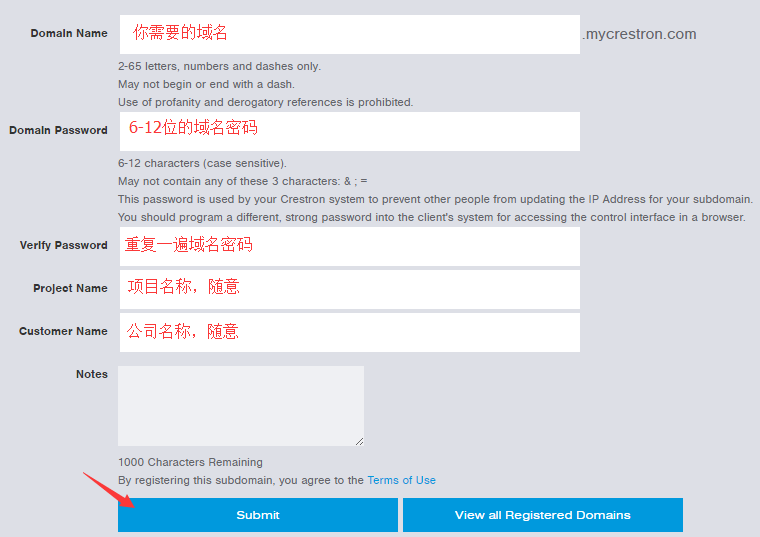 Domain Name 你需要的域名 .mycrestron.com
2-65 letters, numbers and dashes only.
May not begin or end with a dash.
Use of profanity and derogatory references is prohibited.
Domain Password 6-12位的域名密码
6-12 characters (case sensitive).
May not contain any of these 3 characters: & ; =
This password is used by your Crestron system to prevent other people from updating the IP Address for your subdomain.
You should program a different, strong password into the client's system for accessing the control interface in a browser.
Verify Password 重复一遍域名密码
Project Name 项目名称，随意
Customer Name 公司名称，随意
Notes
1000 Characters Remaining
By registering this subdomain, you agree to the Terms of Use
Submit View all Registered Domains